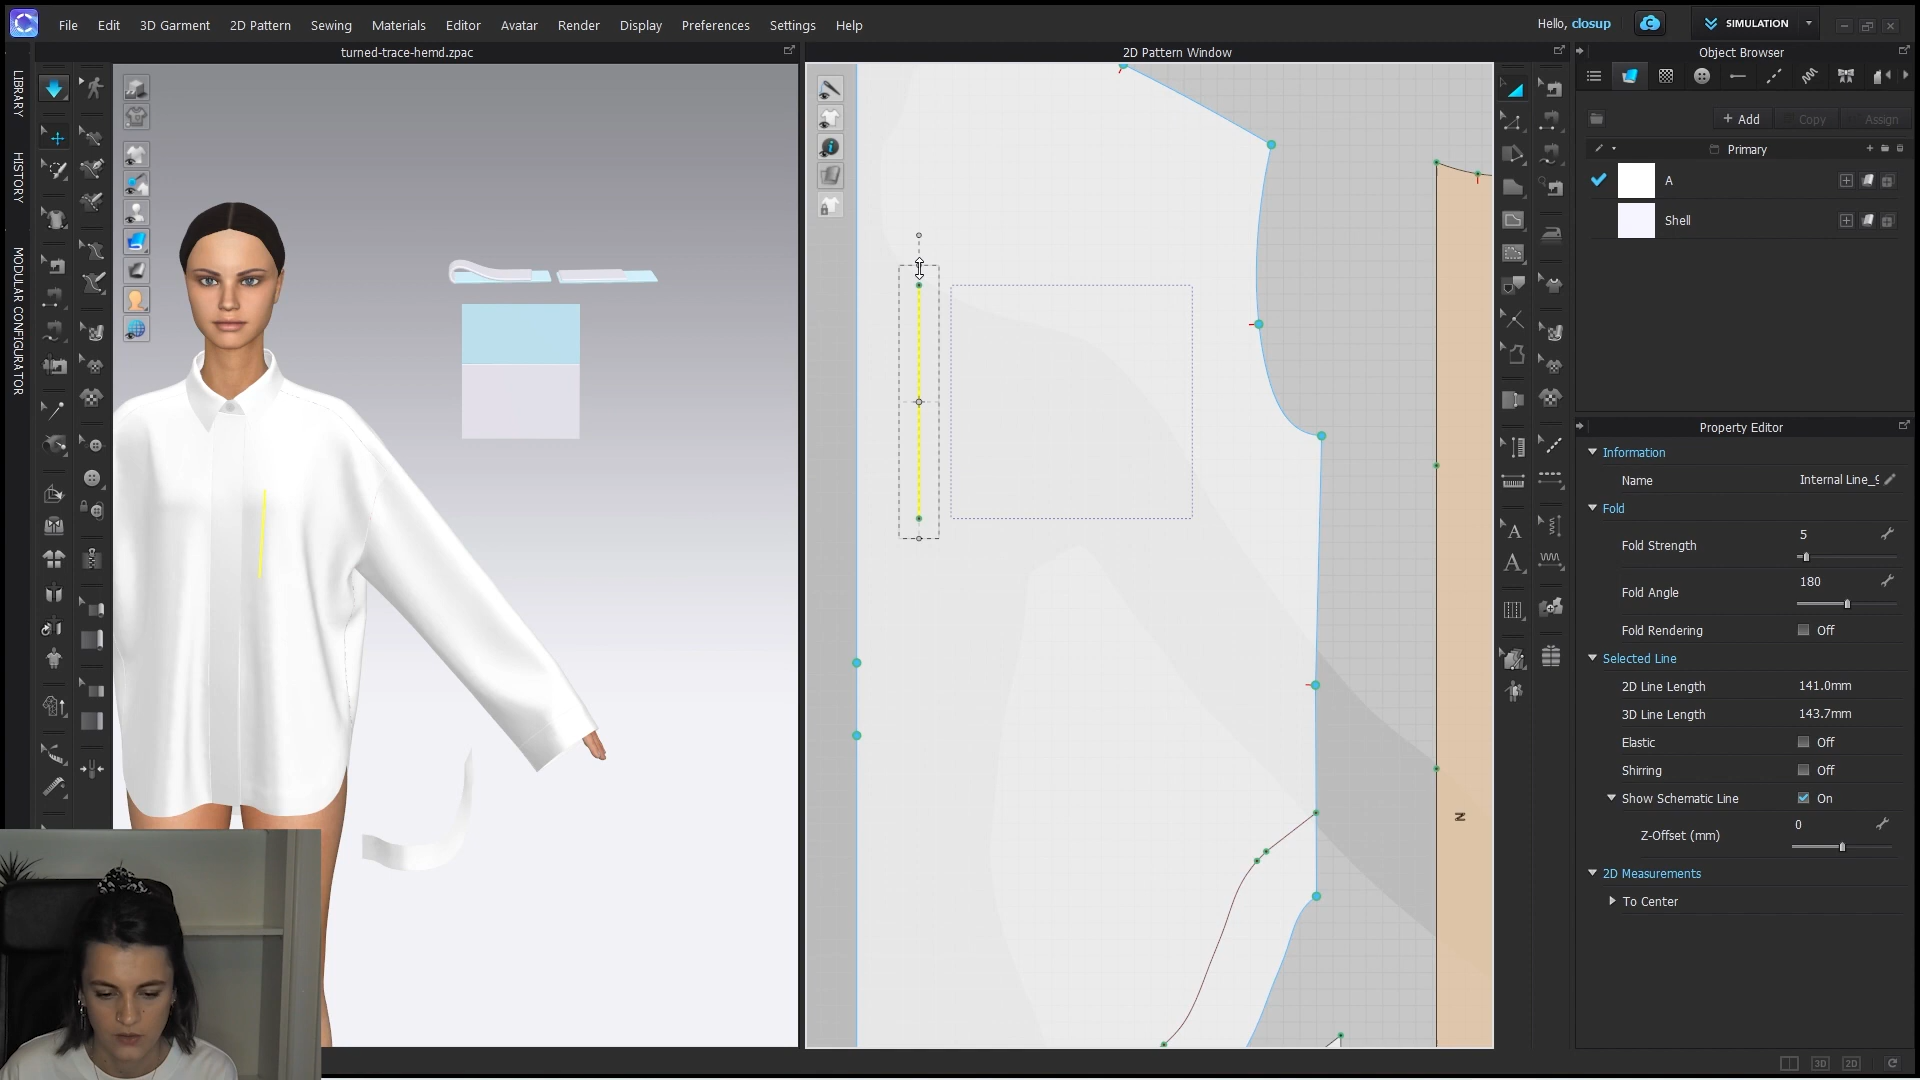 File Edit 3D Garment 2D Pattern Sewing Materials Editor Avatar Render Display Preferences Settings Help
Hello, closup
SIMULATION
turned-trace-hemd.zpac
2D Pattern Window
Object Browser
LIBRARY
HISTORY
MODULAR CONFIGURATOR
+ Add Copy Assign
Primary
A
Shell
Property Editor
Information
Name Internal Line_9
Fold
Fold Strength 5
Fold Angle 180
Fold Rendering Off
Selected Line
2D Line Length 141.0mm
3D Line Length 143.7mm
Elastic Off
Shirring Off
Show Schematic Line On
Z-Offset (mm) 0
2D Measurements
To Center
3D 2D